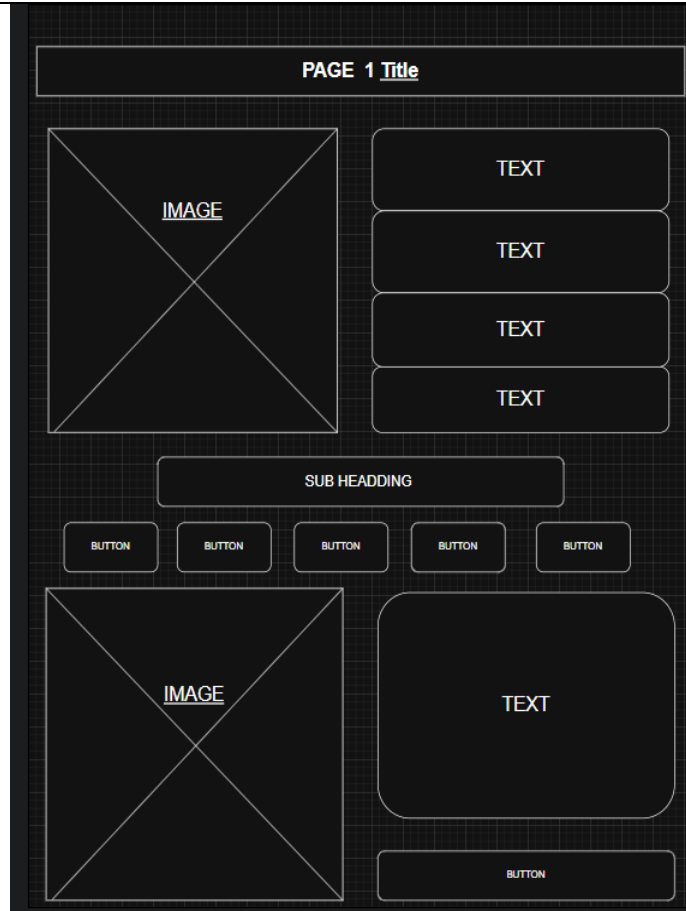 PAGE 1 Title
IMAGE
TEXT
TEXT
TEXT
TEXT
SUB HEADDING
BUTTON BUTTON BUTTON BUTTON BUTTON
IMAGE
TEXT
BUTTON